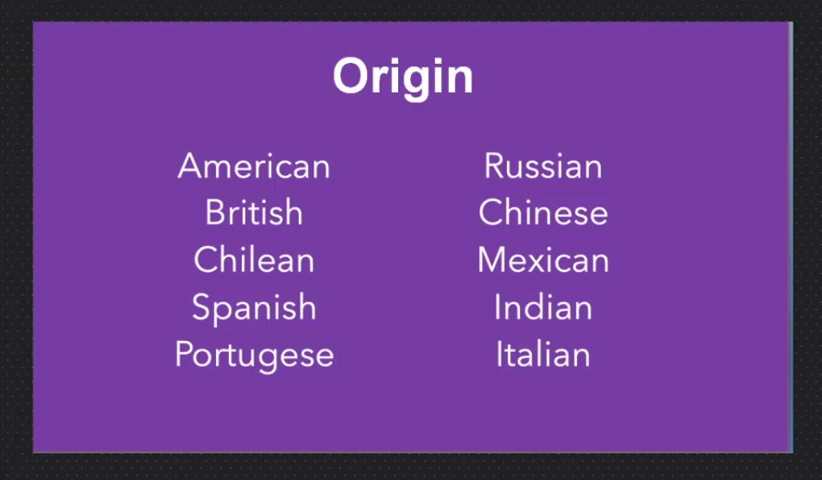 Origin
American
British
Chilean
Spanish
Portugese
Russian
Chinese
Mexican
Indian
Italian